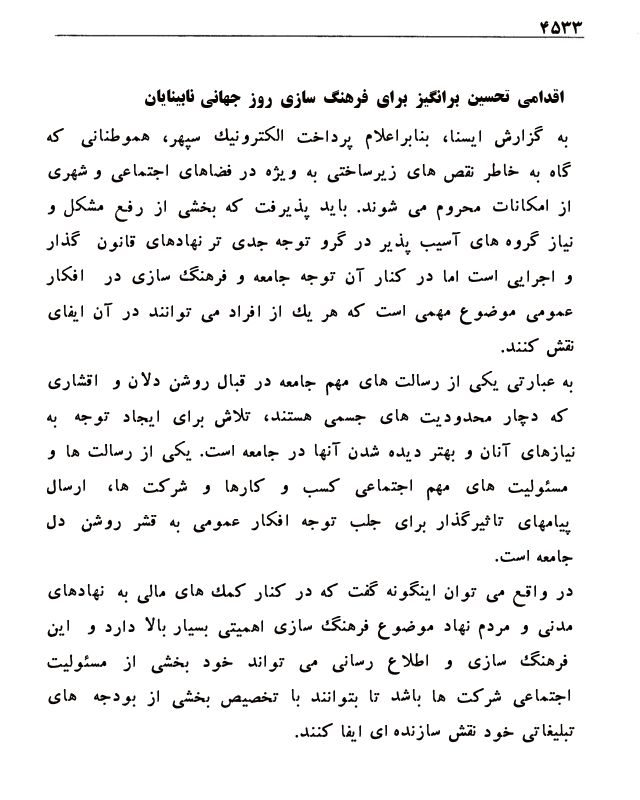 ۴۵۳۳
اقدامی تحسین برانگیز برای فرهنگ سازی روز جهانی نابینایان
به گزارش ایسنا، بنابراعلام پرداخت الکترونیك سپهر، هموطنانی که
گاه به خاطر نقص های زیرساختی به ویژه در فضاهای اجتماعی و شهری
از امکانات محروم می شوند. باید پذیرفت که بخشی از رفع مشکل و
نیاز گروه های آسیب پذیر در گرو توجه جدی تر نهادهای قانون گذار
و اجرایی است اما در کنار آن توجه جامعه و فرهنگ سازی در افکار
عمومی موضوع مهمی است که هر یك از افراد می توانند در آن ایفای
نقش کنند.
به عبارتی یکی از رسالت های مهم جامعه در قبال روشن دلان و اقشاری
که دچار محدودیت های جسمی هستند، تلاش برای ایجاد توجه به
نیازهای آنان و بهتر دیده شدن آنها در جامعه است. یکی از رسالت ها و
مسئولیت های مهم اجتماعی کسب و کارها و شرکت ها، ارسال
پیامهای تاثیرگذار برای جلب توجه افکار عمومی به قشر روشن دل
جامعه است.
در واقع می توان اینگونه گفت که در کنار کمك های مالی به نهادهای
مدنی و مردم نهاد موضوع فرهنگ سازی اهمیتی بسیار بالا دارد و این
فرهنگ سازی و اطلاع رسانی می تواند خود بخشی از مسئولیت
اجتماعی شرکت ها باشد تا بتوانند با تخصیص بخشی از بودجه های
تبلیغاتی خود نقش سازنده ای ایفا کنند.